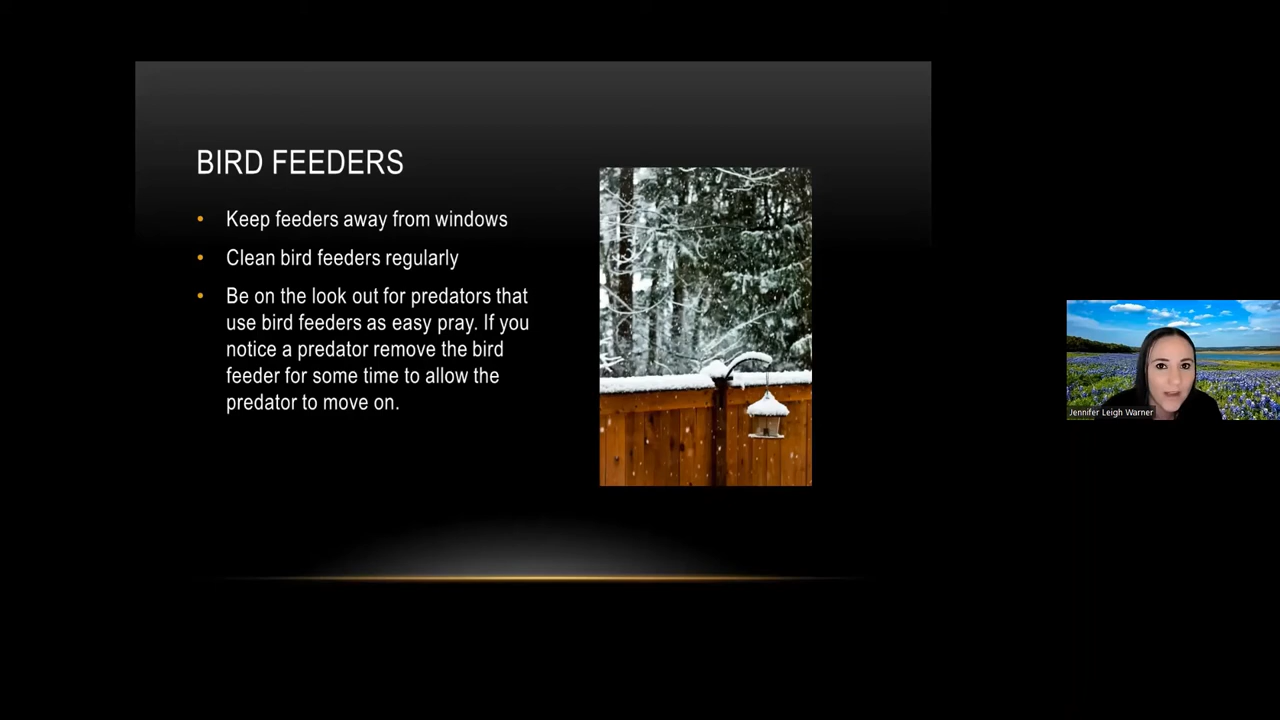 BIRD FEEDERS
• Keep feeders away from windows
• Clean bird feeders regularly
• Be on the look out for predators that
use bird feeders as easy pray. If you
notice a predator remove the bird
feeder for some time to allow the
predator to move on.
Jennifer Leigh Warner